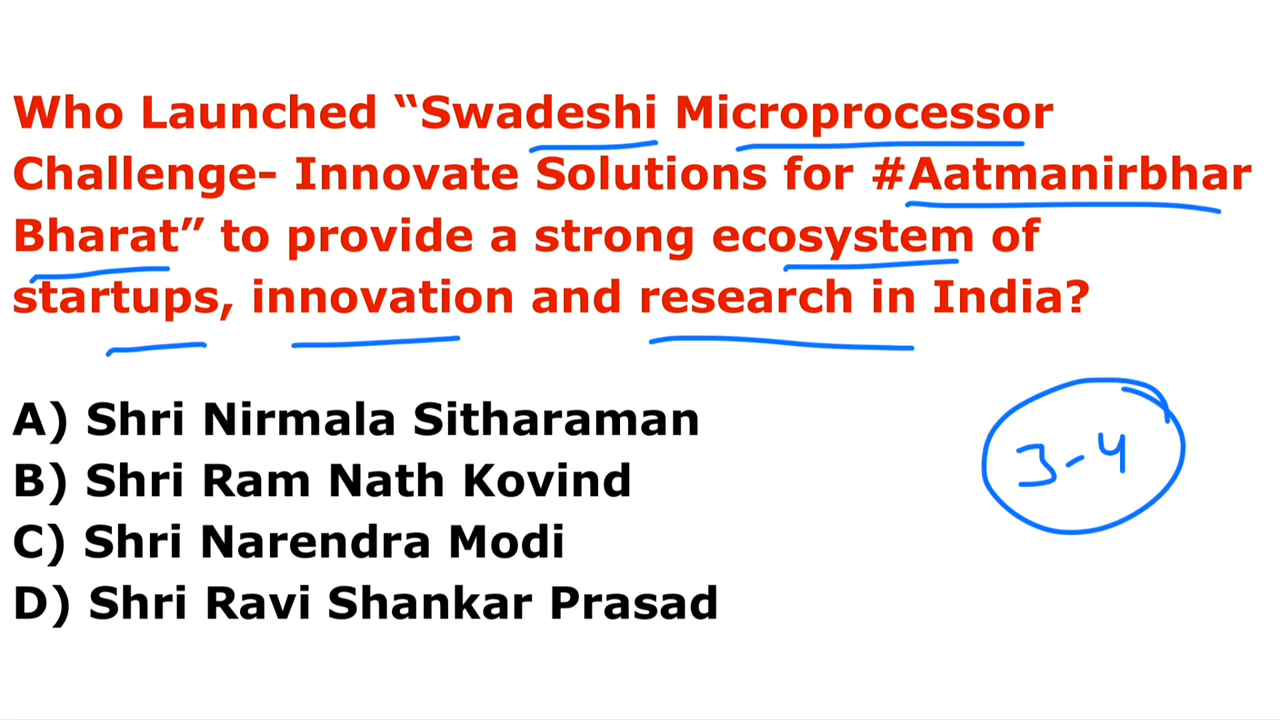 Who Launched “Swadeshi Microprocessor
Challenge- Innovate Solutions for #Aatmanirbhar
Bharat” to provide a strong ecosystem of
startups, innovation and research in India?
A) Shri Nirmala Sitharaman
B) Shri Ram Nath Kovind
C) Shri Narendra Modi
D) Shri Ravi Shankar Prasad
3-4